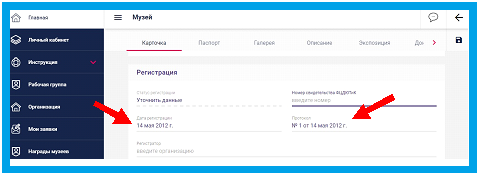 Главная
Музей
Личный кабинет
Карточка
Паспорт
Галерея
Описание
Экспозиция
Инструкция
Рабочая группа
Организация
Мои заявки
Награды музеев
Регистрация
Статус регистрации
Уточнить данные
Номер свидетельства ФЦДЮТиК
введите номер
Дата регистрации
14 мая 2012 г.
Протокол
№ 1 от 14 мая 2012 г.
Регистратор
введите организацию